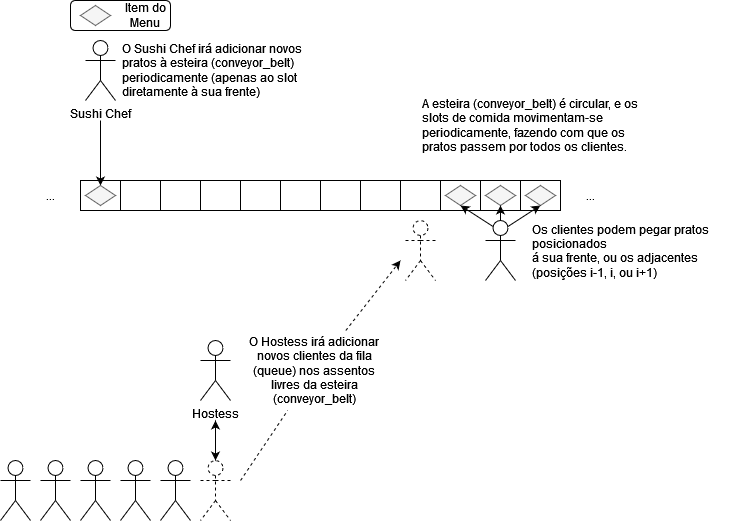 Item do
Menu
O Sushi Chef irá adicionar novos
pratos à esteira (conveyor_belt)
periodicamente (apenas ao slot
diretamente à sua frente)
Sushi Chef
A esteira (conveyor_belt) é circular, e os
slots de comida movimentam-se
periodicamente, fazendo com que os
pratos passem por todos os clientes.
...
...
Os clientes podem pegar pratos
posicionados
á sua frente, ou os adjacentes
(posições i-1, i, ou i+1)
O Hostess irá adicionar
novos clientes da fila
(queue) nos assentos
livres da esteira
(conveyor_belt)
Hostess